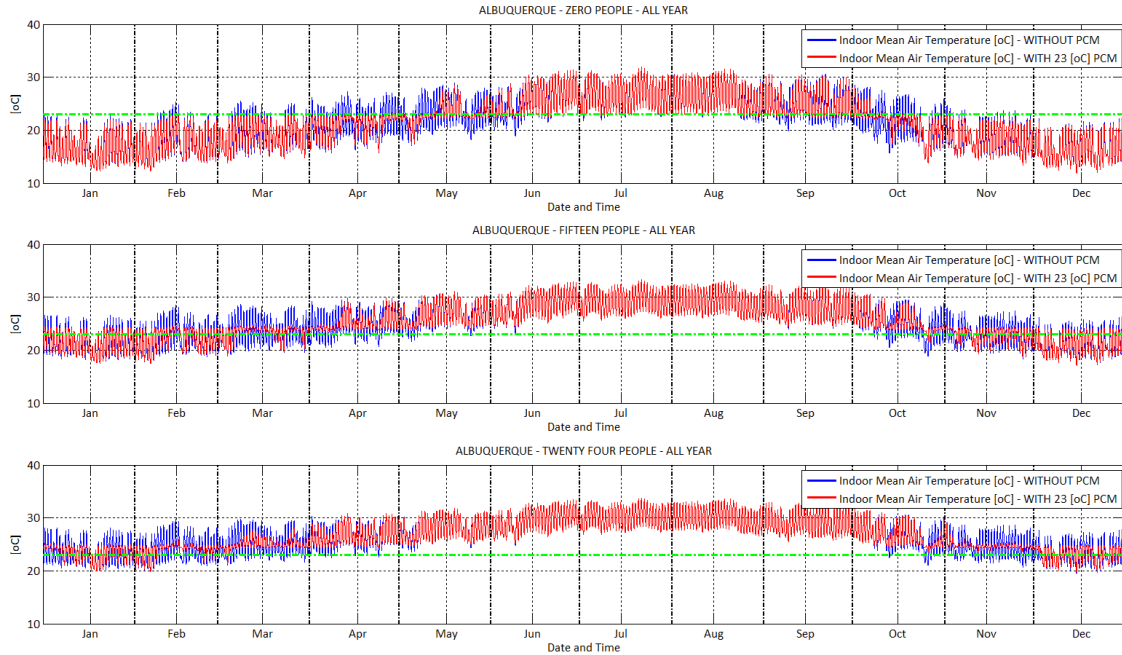 ALBUQUERQUE - ZERO PEOPLE - ALL YEAR
40
30
20
10
[oC]
Indoor Mean Air Temperature [oC] - WITHOUT PCM
Indoor Mean Air Temperature [oC] - WITH 23 [oC] PCM
Jan Feb Mar Apr May Jun Jul Aug Sep Oct Nov Dec
Date and Time
ALBUQUERQUE - FIFTEEN PEOPLE - ALL YEAR
40
30
20
10
[oC]
Indoor Mean Air Temperature [oC] - WITHOUT PCM
Indoor Mean Air Temperature [oC] - WITH 23 [oC] PCM
Jan Feb Mar Apr May Jun Jul Aug Sep Oct Nov Dec
Date and Time
ALBUQUERQUE - TWENTY FOUR PEOPLE - ALL YEAR
40
30
20
10
[oC]
Indoor Mean Air Temperature [oC] - WITHOUT PCM
Indoor Mean Air Temperature [oC] - WITH 23 [oC] PCM
Jan Feb Mar Apr May Jun Jul Aug Sep Oct Nov Dec
Date and Time